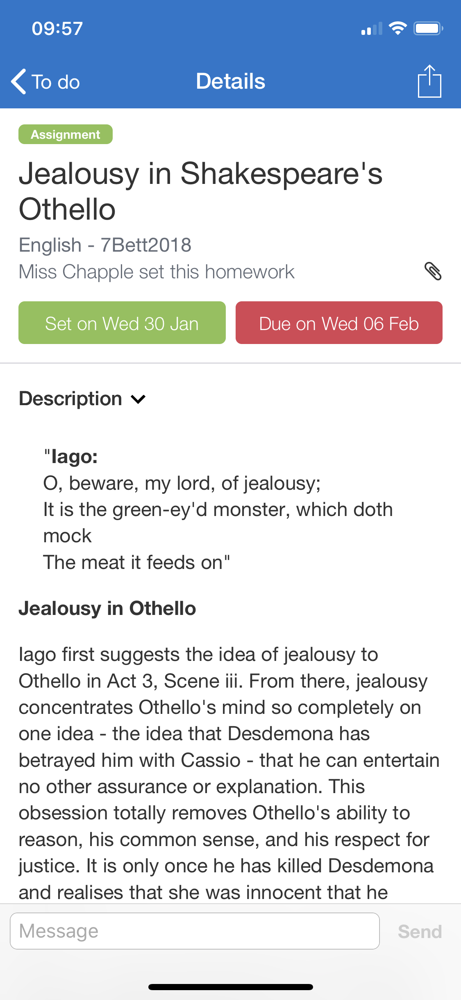 09:57
To do
Details
Assignment
Jealousy in Shakespeare's
Othello
English - 7Bett2018
Miss Chapple set this homework
Set on Wed 30 Jan
Due on Wed 06 Feb
Description
"Iago:
O, beware, my lord, of jealousy;
It is the green-ey'd monster, which doth
mock
The meat it feeds on"
Jealousy in Othello
Iago first suggests the idea of jealousy to
Othello in Act 3, Scene iii. From there, jealousy
concentrates Othello's mind so completely on
one idea - the idea that Desdemona has
betrayed him with Cassio - that he can entertain
no other assurance or explanation. This
obsession totally removes Othello's ability to
reason, his common sense, and his respect for
justice. It is only once he has killed Desdemona
and realises that she was innocent that he
Message
Send